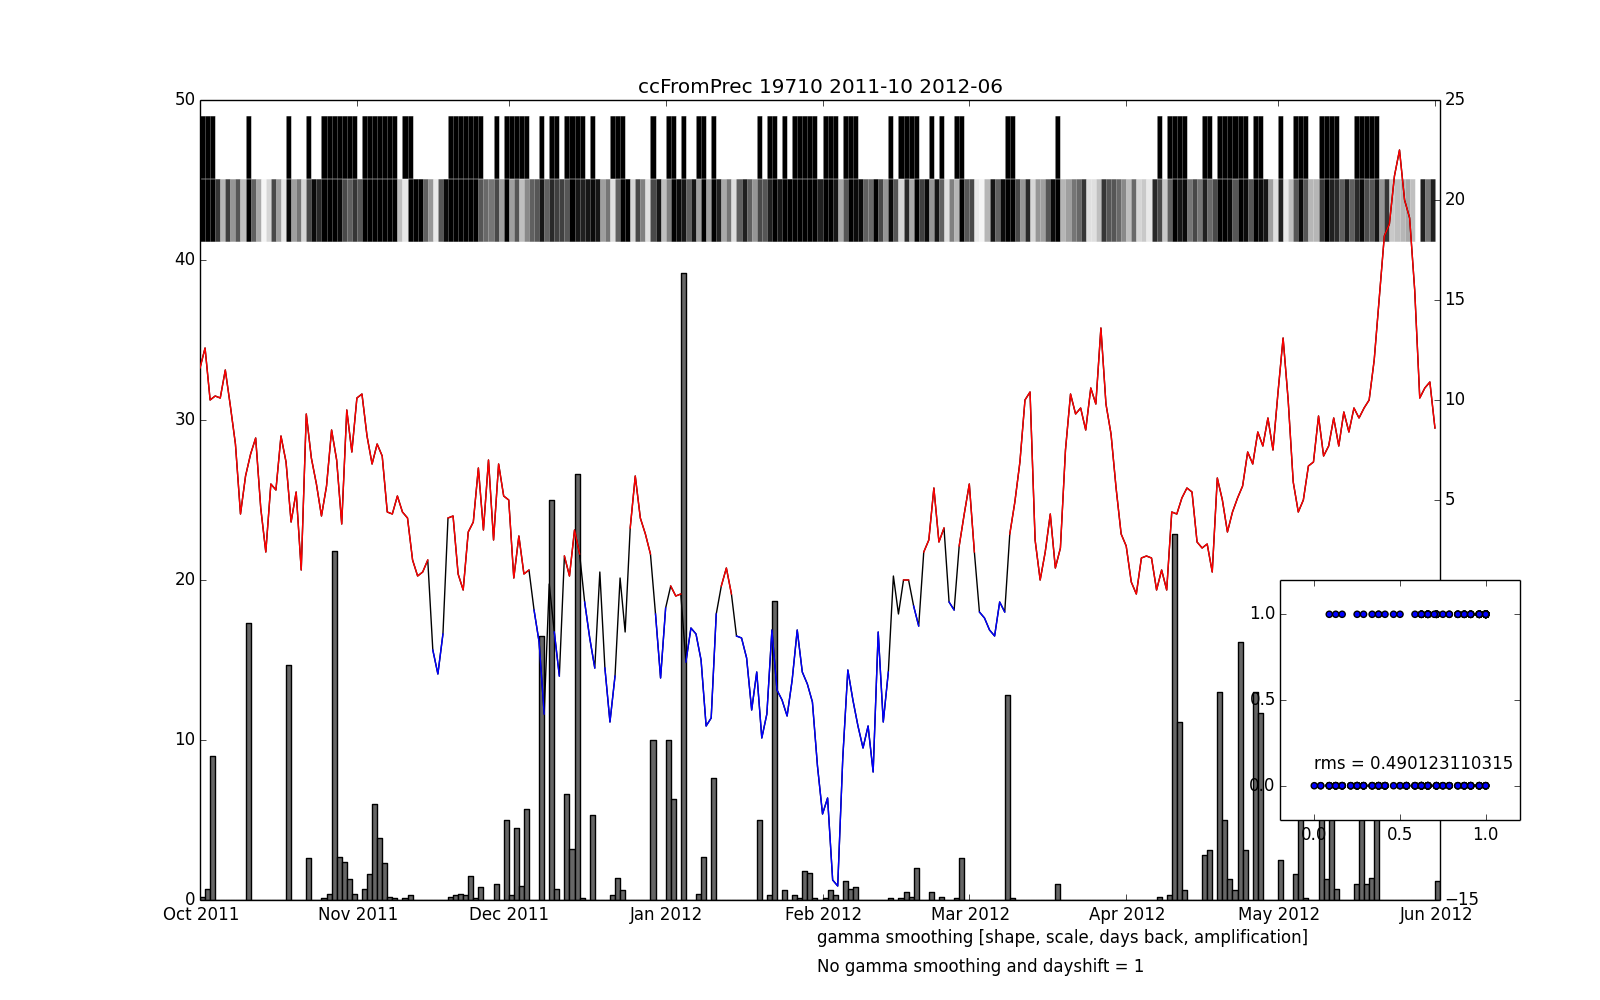 ccFromPrec 19710 2011-10 2012-06
50
40
30
20
10
0
25
20
15
10
5
−15
Oct 2011
Nov 2011
Dec 2011
Jan 2012
Feb 2012
Mar 2012
Apr 2012
May 2012
Jun 2012
1.0
0.5
0.0
rms = 0.490123110315
0.0
0.5
1.0
gamma smoothing [shape, scale, days back, amplification]
No gamma smoothing and dayshift = 1